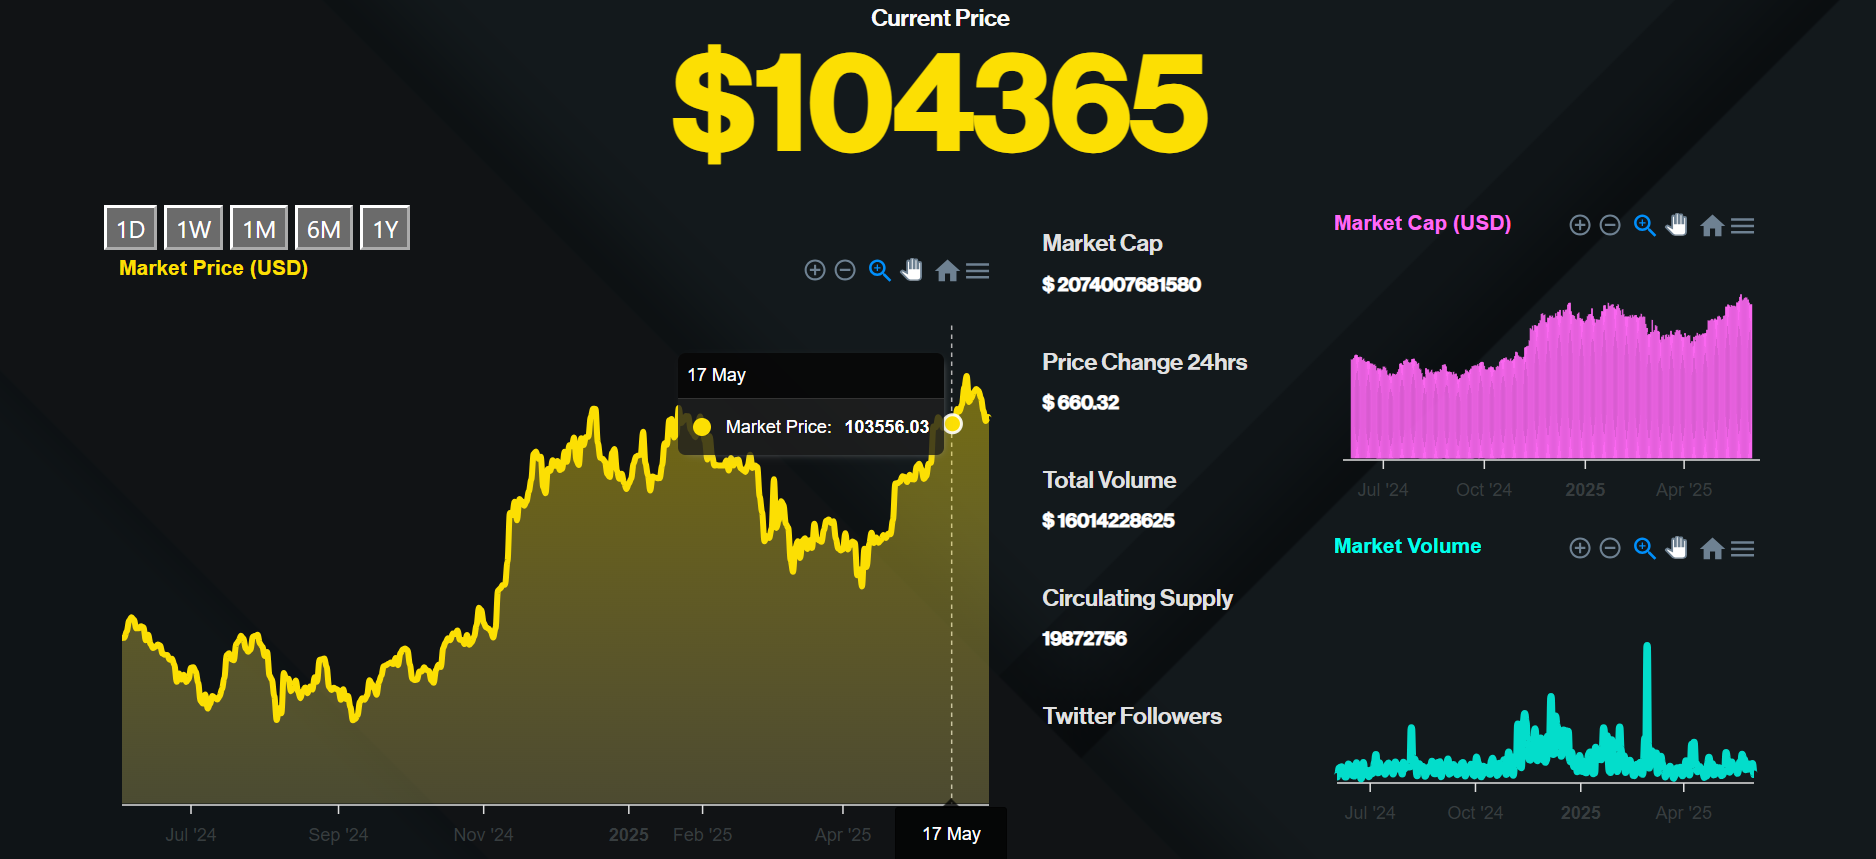 Current Price
$104365
1D 1W 1M 6M 1Y
Market Price (USD)
17 May
Market Price: 103556.03
Jul '24 Sep '24 Nov '24 2025 Feb '25 Apr '25 17 May
Market Cap
$ 2074007681580
Price Change 24hrs
$ 660.32
Total Volume
$ 16014228625
Circulating Supply
19872756
Twitter Followers
Market Cap (USD)
Jul '24 Oct '24 2025 Apr '25
Market Volume
Jul '24 Oct '24 2025 Apr '25